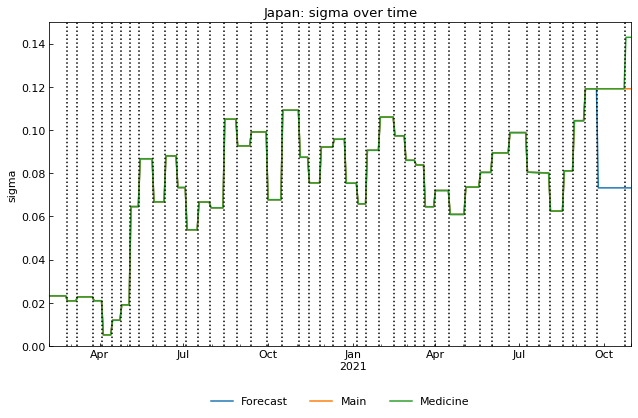 Japan: sigma over time
0.14
0.12
0.10
0.08
0.06
0.04
0.02
0.00
sigma
Apr Jul Oct Jan Apr Jul Oct
2021
Forecast Main Medicine